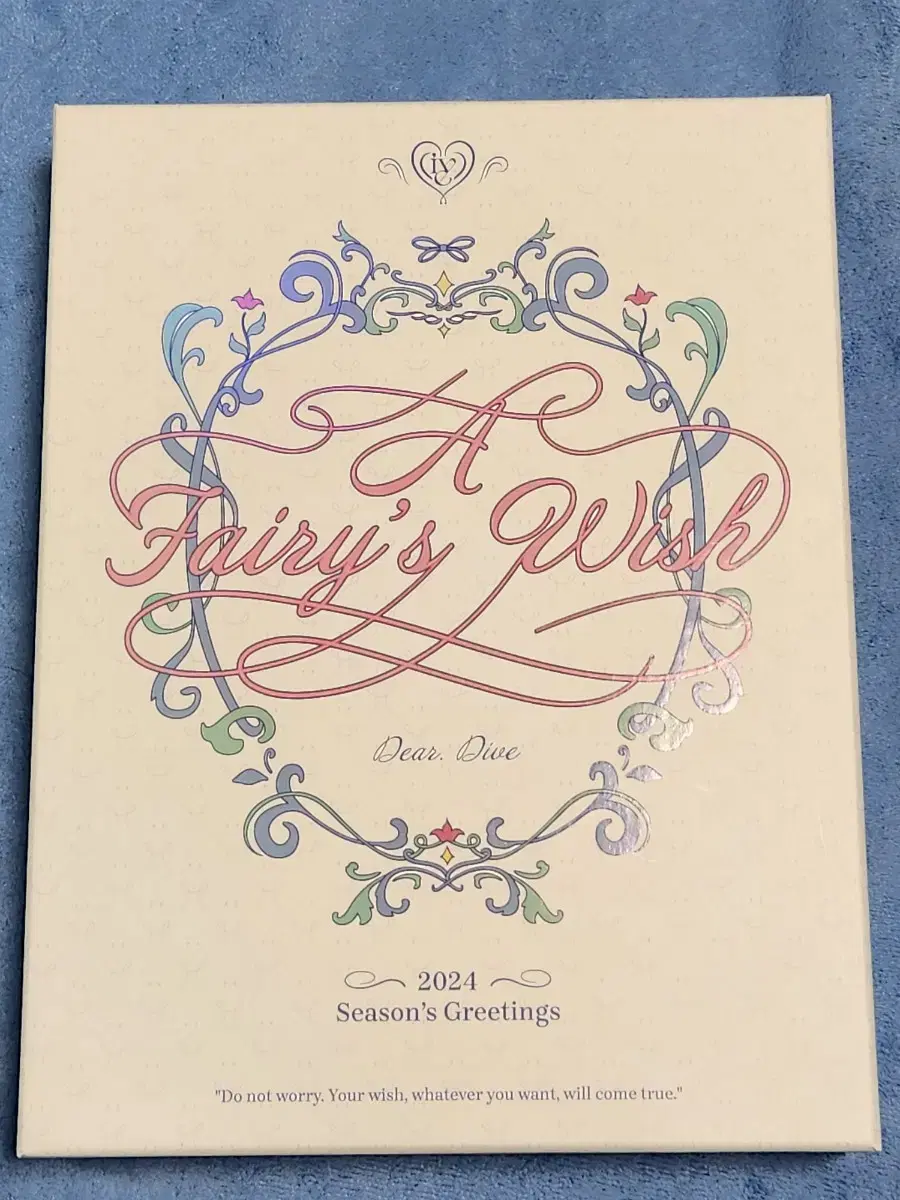 ive
A
Fairy's Wish
Dear. Dive
2024
Season's Greetings
"Do not worry. Your wish, whatever you want, will come true."